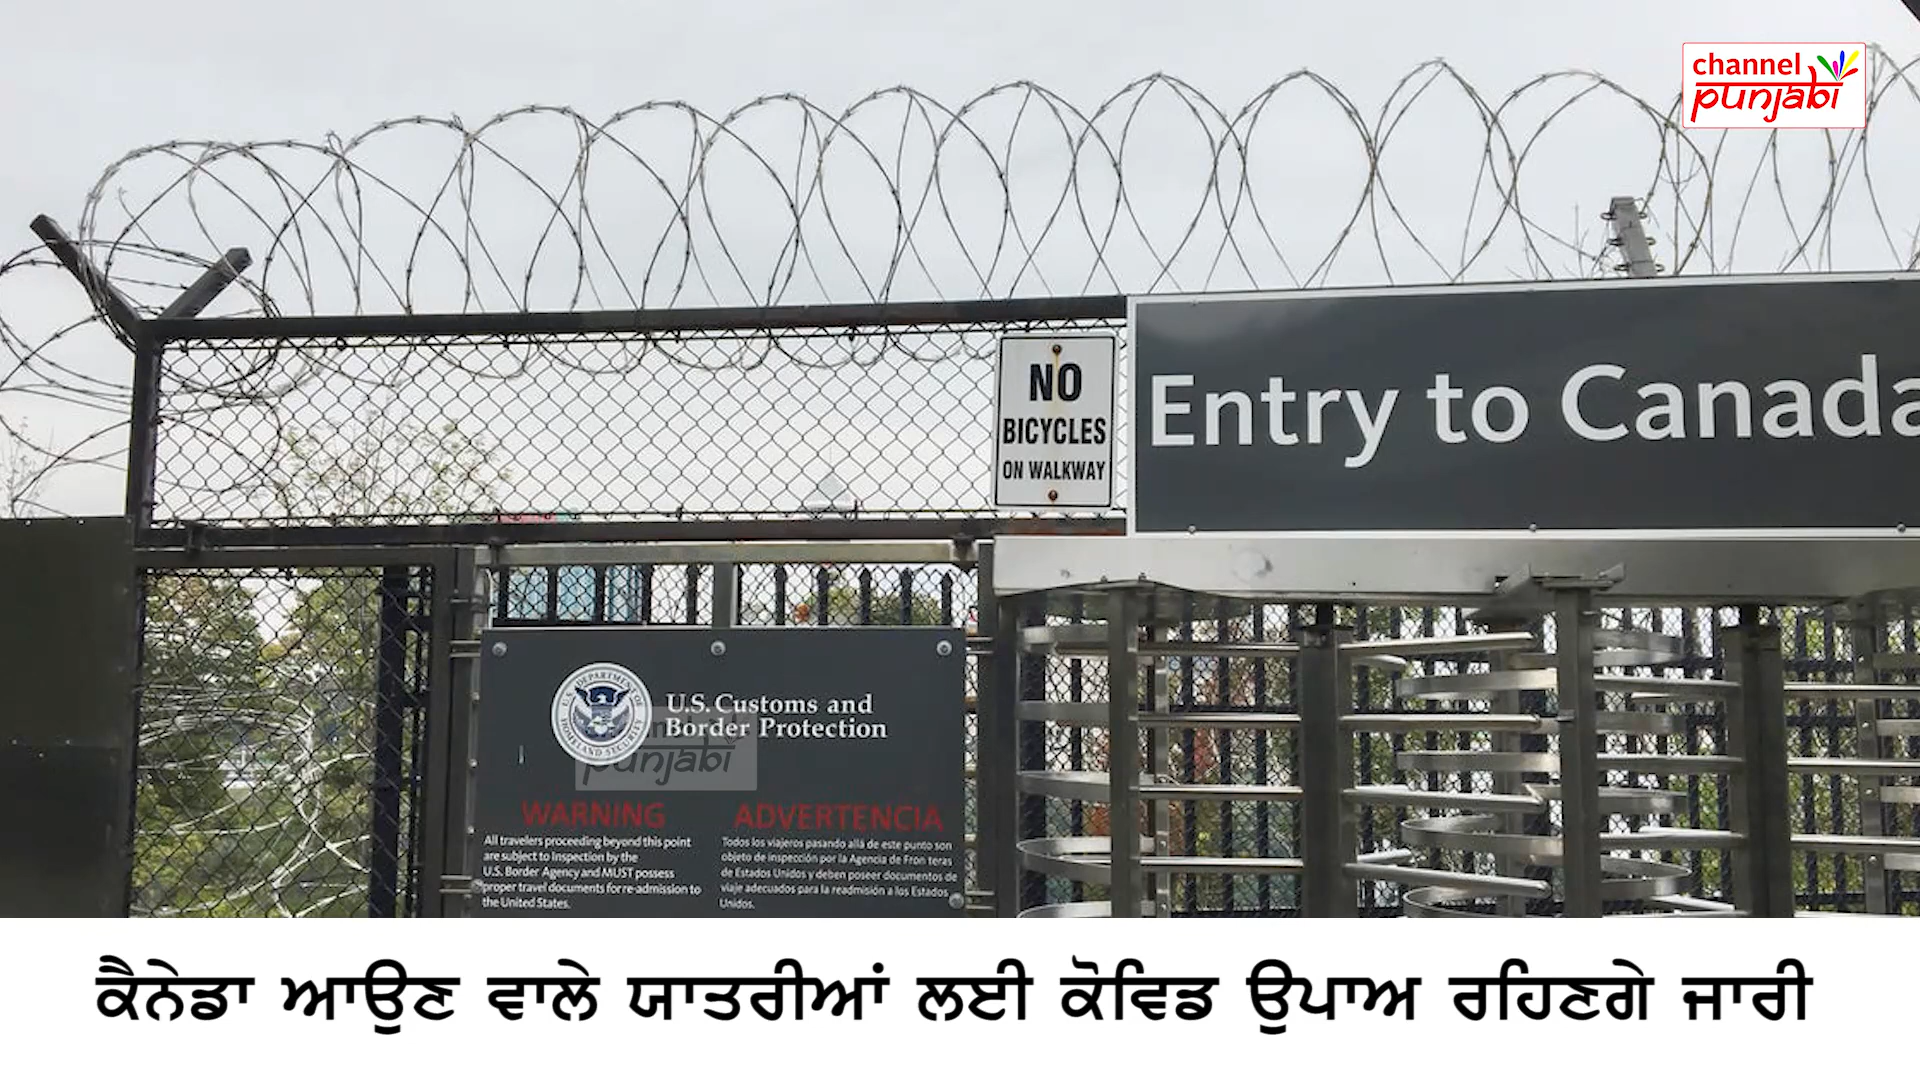 channel
punjabi
NO
BICYCLES
ON WALKWAY
Entry to Canada
U.S. DEPARTMENT OF
HOMELAND SECURITY
U.S. Customs and
Border Protection
punjabi
WARNING
All travelers proceeding beyond this point
are subject to inspection by the
U.S. Border Agency and MUST possess
proper travel documents for re-admission to
the United States.
ADVERTENCIA
Todos los viajeros pasando allá de este punto son
objeto de inspección por la Agencia de Fron teras
de Estados Unidos y deben poseer documentos de
viaje adecuados para la readmisión a los Estados
Unidos.
ਕੈਨੇਡਾ ਆਉਣ ਵਾਲੇ ਯਾਤਰੀਆਂ ਲਈ ਕੋਵਿਡ ਉਪਾਅ ਰਹਿਣਗੇ ਜਾਰੀ